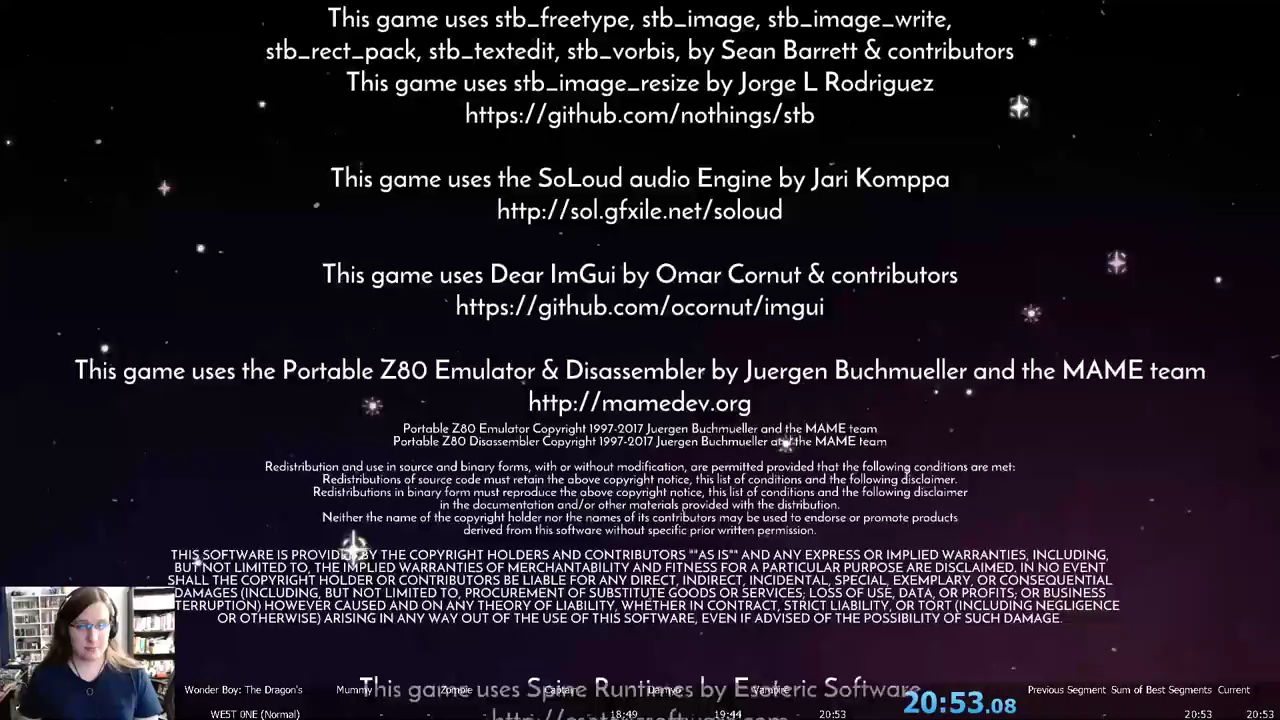 This game uses stb_freetype, stb_image, stb_image_write,
stb_rect_pack, stb_textedit, stb_vorbis, by Sean Barrett & contributors
This game uses stb_image_resize by Jorge L Rodriguez
https://github.com/nothings/stb
This game uses the SoLoud audio Engine by Jari Komppa
http://sol.gfxile.net/soloud
This game uses Dear ImGui by Omar Cornut & contributors
https://github.com/ocornut/imgui
This game uses the Portable Z80 Emulator & Disassembler by Juergen Buchmueller and the MAME team
http://mamedev.org
Portable Z80 Emulator Copyright 1997-2017 Juergen Buchmueller and the MAME team
Portable Z80 Disassembler Copyright 1997-2017 Juergen Buchmueller and the MAME team
Redistribution and use in source and binary forms, with or without modification, are permitted provided that the following conditions are met:
Redistributions of source code must retain the above copyright notice, this list of conditions and the following disclaimer.
Redistributions in binary form must reproduce the above copyright notice, this list of conditions and the following disclaimer
in the documentation and/or other materials provided with the distribution.
Neither the name of the copyright holder nor the names of its contributors may be used to endorse or promote products
derived from this software without specific prior written permission.
THIS SOFTWARE IS PROVIDED BY THE COPYRIGHT HOLDERS AND CONTRIBUTORS ""AS IS"" AND ANY EXPRESS OR IMPLIED WARRANTIES, INCLUDING,
BUT NOT LIMITED TO, THE IMPLIED WARRANTIES OF MERCHANTABILITY AND FITNESS FOR A PARTICULAR PURPOSE ARE DISCLAIMED. IN NO EVENT
SHALL THE COPYRIGHT HOLDER OR CONTRIBUTORS BE LIABLE FOR ANY DIRECT, INDIRECT, INCIDENTAL, SPECIAL, EXEMPLARY, OR CONSEQUENTIAL
DAMAGES (INCLUDING, BUT NOT LIMITED TO, PROCUREMENT OF SUBSTITUTE GOODS OR SERVICES; LOSS OF USE, DATA, OR PROFITS; OR BUSINESS
TERRUPTION) HOWEVER CAUSED AND ON ANY THEORY OF LIABILITY, WHETHER IN CONTRACT, STRICT LIABILITY, OR TORT (INCLUDING NEGLIGENCE
OR OTHERWISE) ARISING IN ANY WAY OUT OF THE USE OF THIS SOFTWARE, EVEN IF ADVISED OF THE POSSIBILITY OF SUCH DAMAGE.
This game uses Spine Runtimes by Esoteric Software
Wonder Boy: The Dragon's Mummy Zombie Captain Daimyo Vampire 20:53.08 Previous Segment Sum of Best Segments Current
WEST ONE (Normal) 18:49 19:44 20:53 20:53 20:53